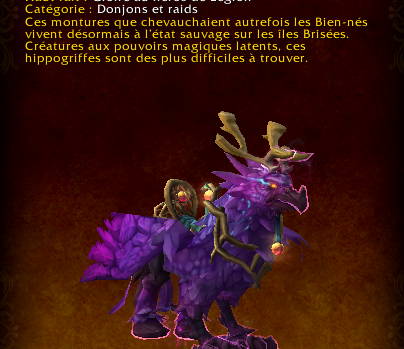 Catégorie : Donjons et raids
Ces montures que chevauchaient autrefois les Bien-nés
vivent désormais à l'état sauvage sur les îles Brisées.
Créatures aux pouvoirs magiques latents, ces
hippogriffes sont des plus difficiles à trouver.